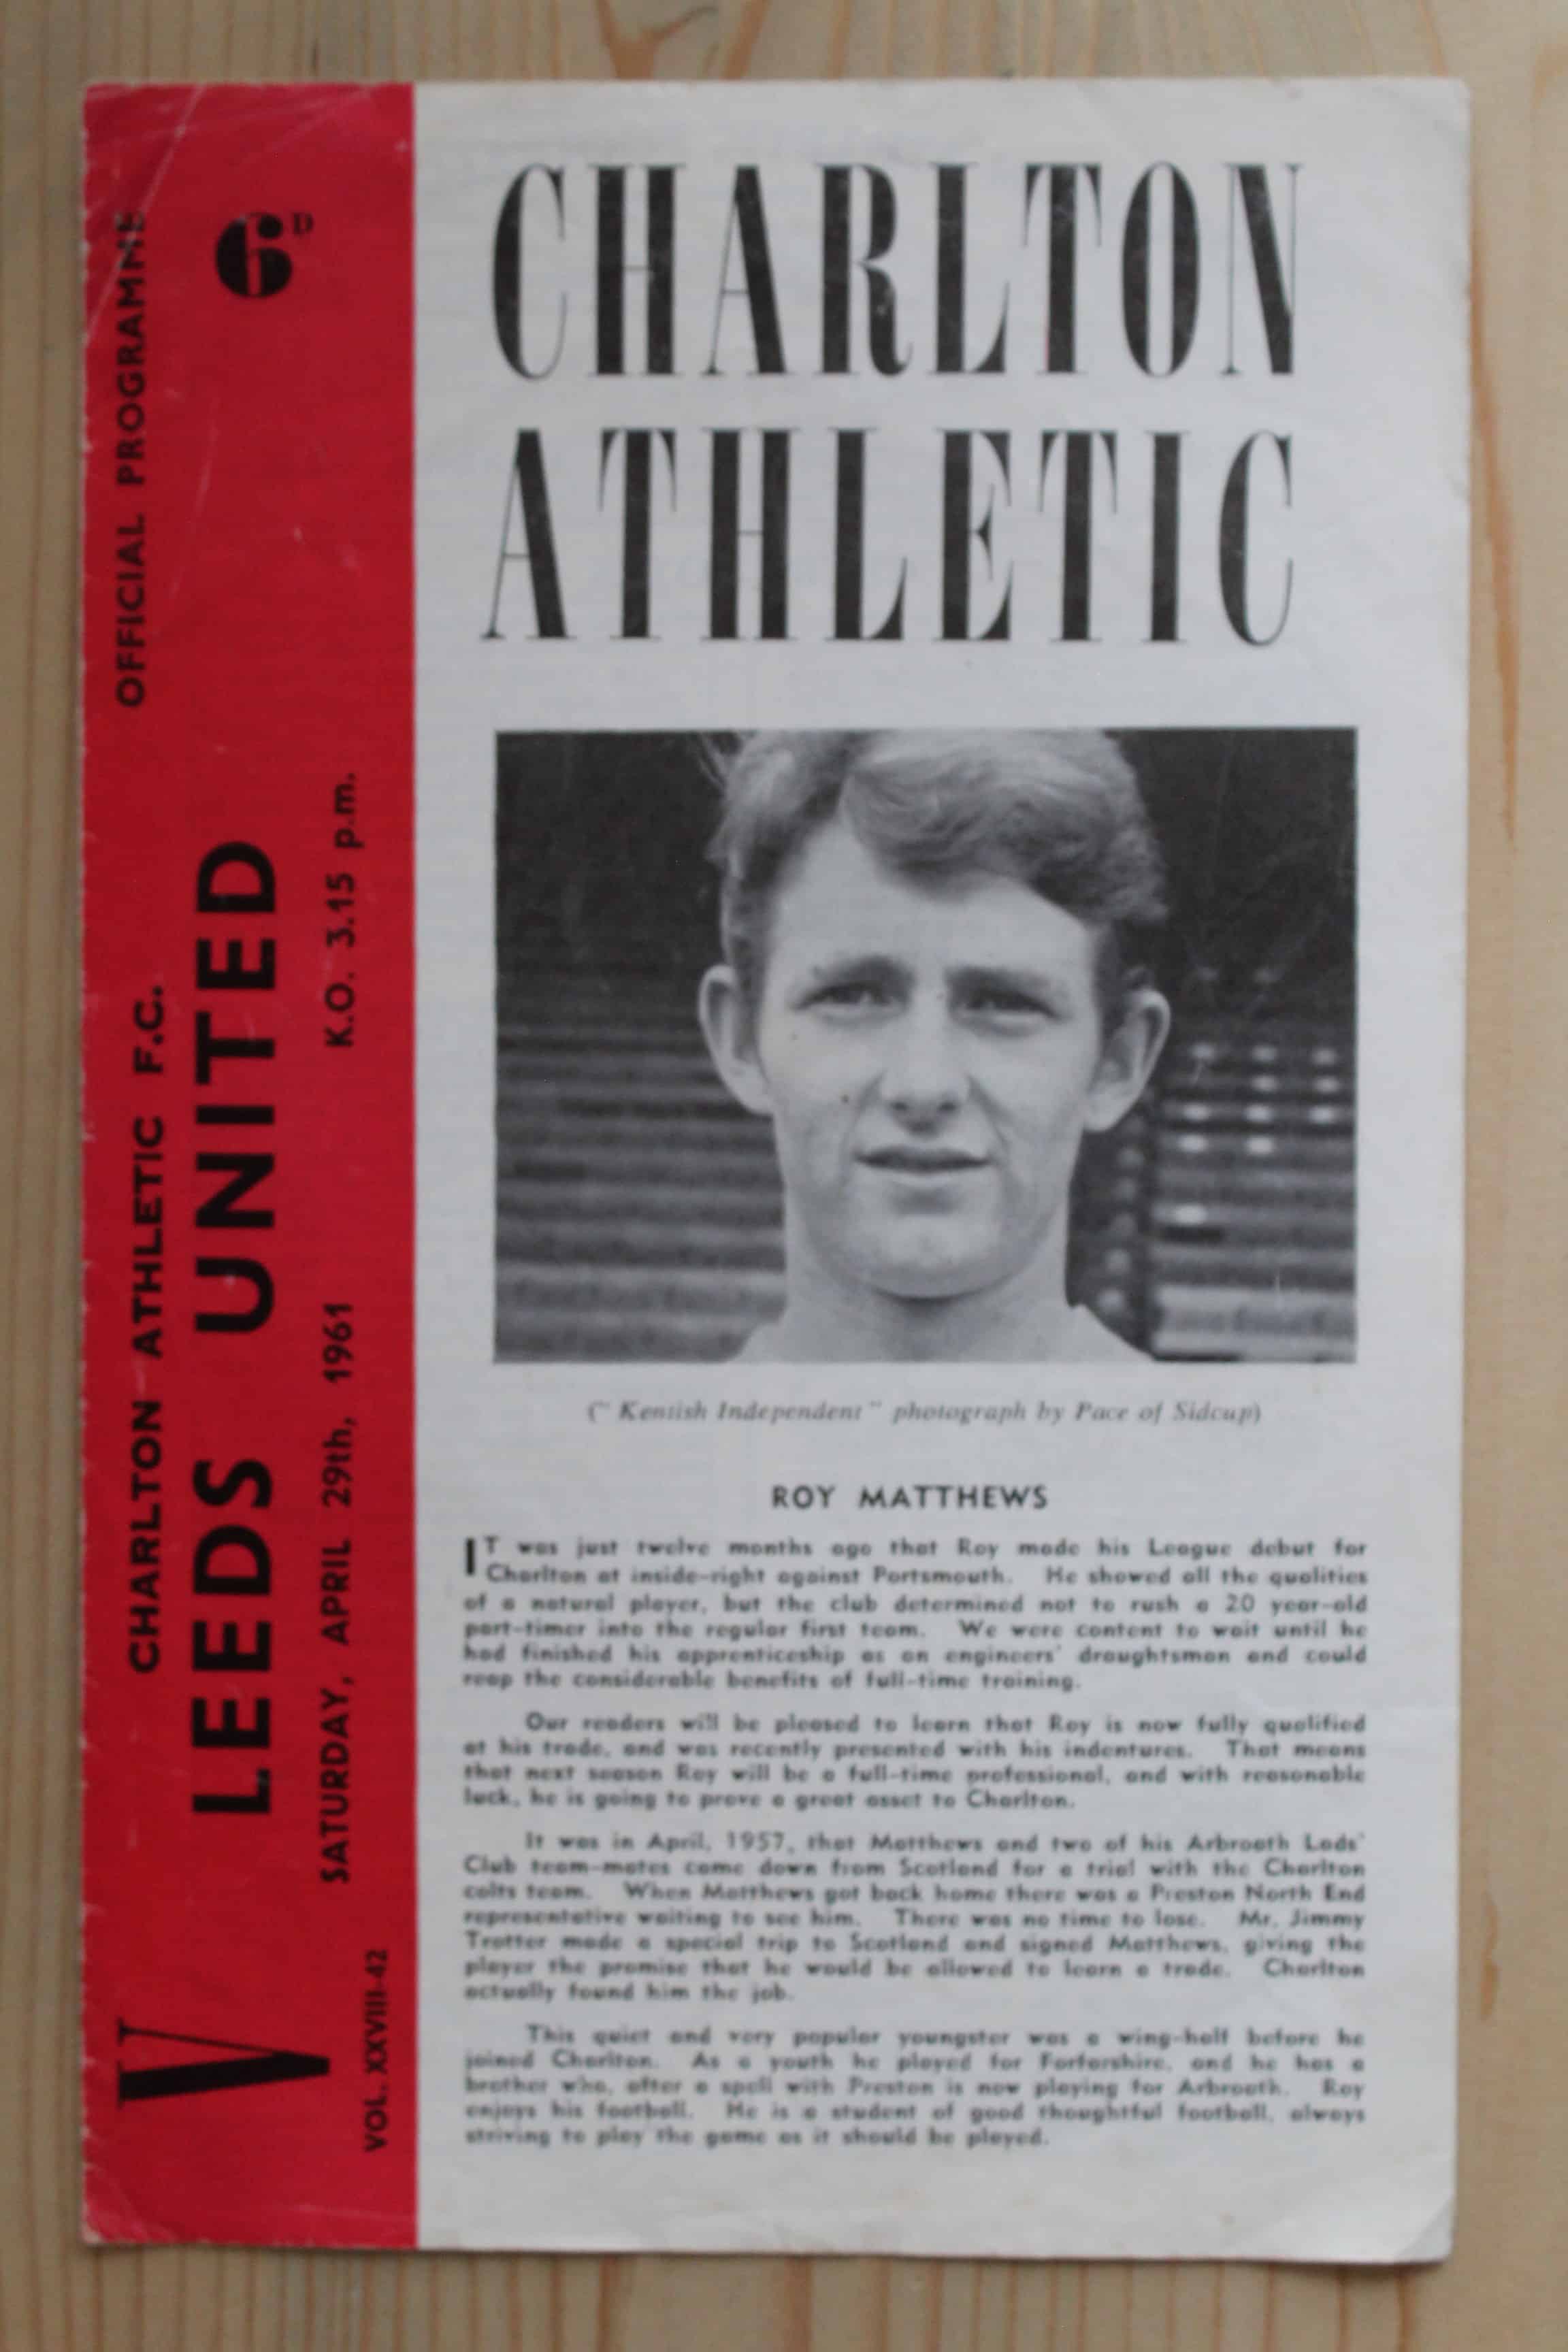 OFFICIAL PROGRAMME
6D
CHARLTON ATHLETIC F.C.
V
LEEDS UNITED
SATURDAY, APRIL 29th, 1961
K.O. 3.15 p.m.
VOL. XXVIII-42
CHARLTON
ATHLETIC
(" Kentish Independent " photograph by Pace of Sidcup)
ROY MATTHEWS
IT was just twelve months ago that Roy made his League debut for
Charlton at inside-right against Portsmouth. He showed all the qualities
of a natural player, but the club determined not to rush a 20 year-old
part-timer into the regular first team. We were content to wait until he
had finished his apprenticeship as an engineers' draughtsman and could
reap the considerable benefits of full-time training.
Our readers will be pleased to learn that Roy is now fully qualified
at his trade, and was recently presented with his indentures. That means
that next season Roy will be a full-time professional, and with reasonable
luck, he is going to prove a great asset to Charlton.
It was in April, 1957, that Matthews and two of his Arbroath Lads'
Club team-mates came down from Scotland for a trial with the Charlton
colts team. When Matthews got back home there was a Preston North End
representative waiting to see him. There was no time to lose. Mr. Jimmy
Trotter made a special trip to Scotland and signed Matthews, giving the
player the promise that he would be allowed to learn a trade. Charlton
actually found him the job.
This quiet and very popular youngster was a wing-half before he
joined Charlton. As a youth he played for Forfarshire, and he has a
brother who, after a spell with Preston is now playing for Arbroath. Roy
enjoys his football. He is a student of good thoughtful football, always
striving to play the game as it should be played.